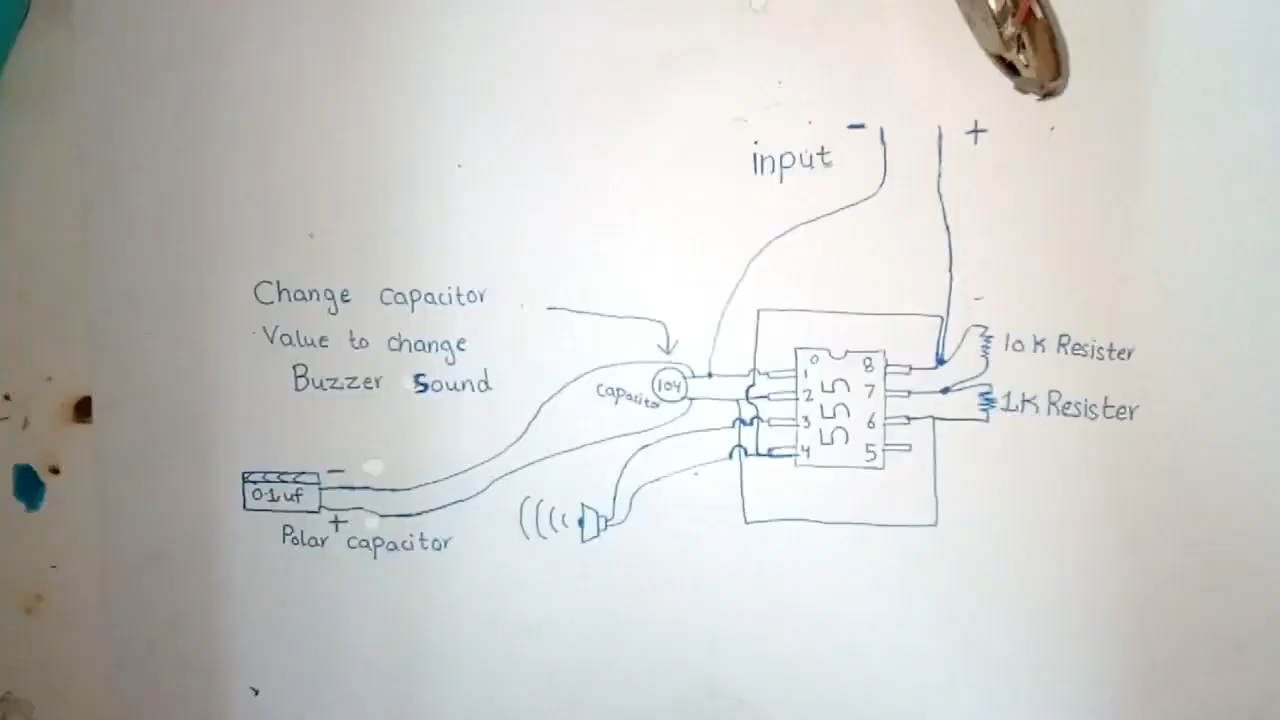 - +
input
Change capacitor
Value to change
Buzzer Sound
10K Resister
1K Resister
capacitor
104
555
1
2
3
4
8
7
6
5
-
0.1uf
+
Polar capacitor